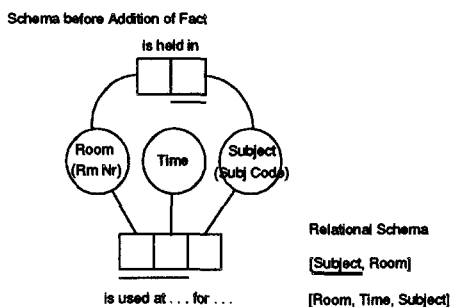 Schema before Addition of Fact
is held in
Room
(Rm Nr)
Time
Subject
(Subj Code)
Relational Schema
[Subject, Room]
is used at . . . for . . .
[Room, Time, Subject]